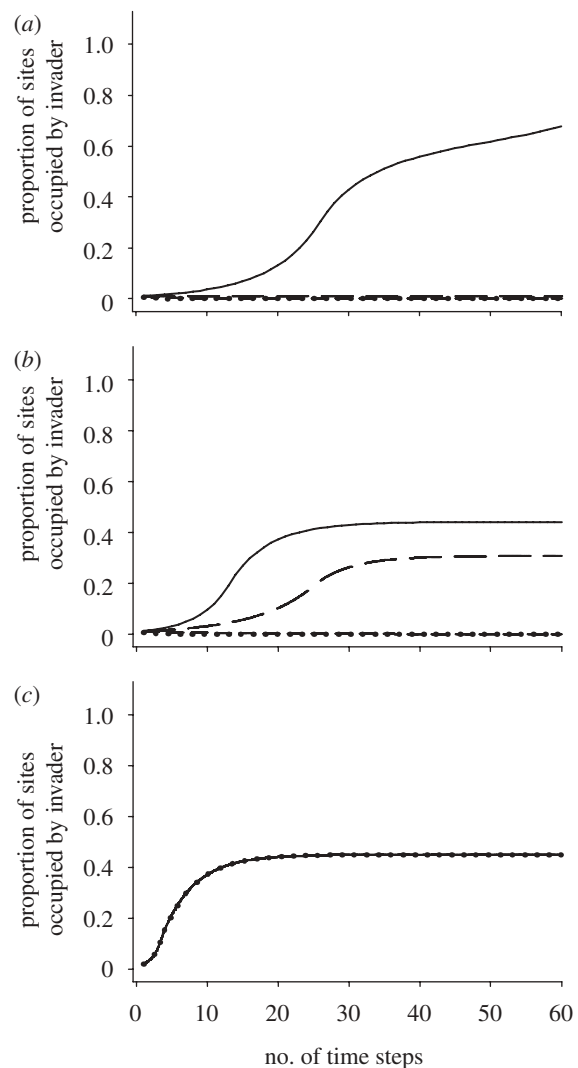 (a)
proportion of sites
occupied by invader
1.0
0.8
0.6
0.4
0.2
0
(b)
proportion of sites
occupied by invader
1.0
0.8
0.6
0.4
0.2
0
(c)
proportion of sites
occupied by invader
1.0
0.8
0.6
0.4
0.2
0
0 10 20 30 40 50 60
no. of time steps